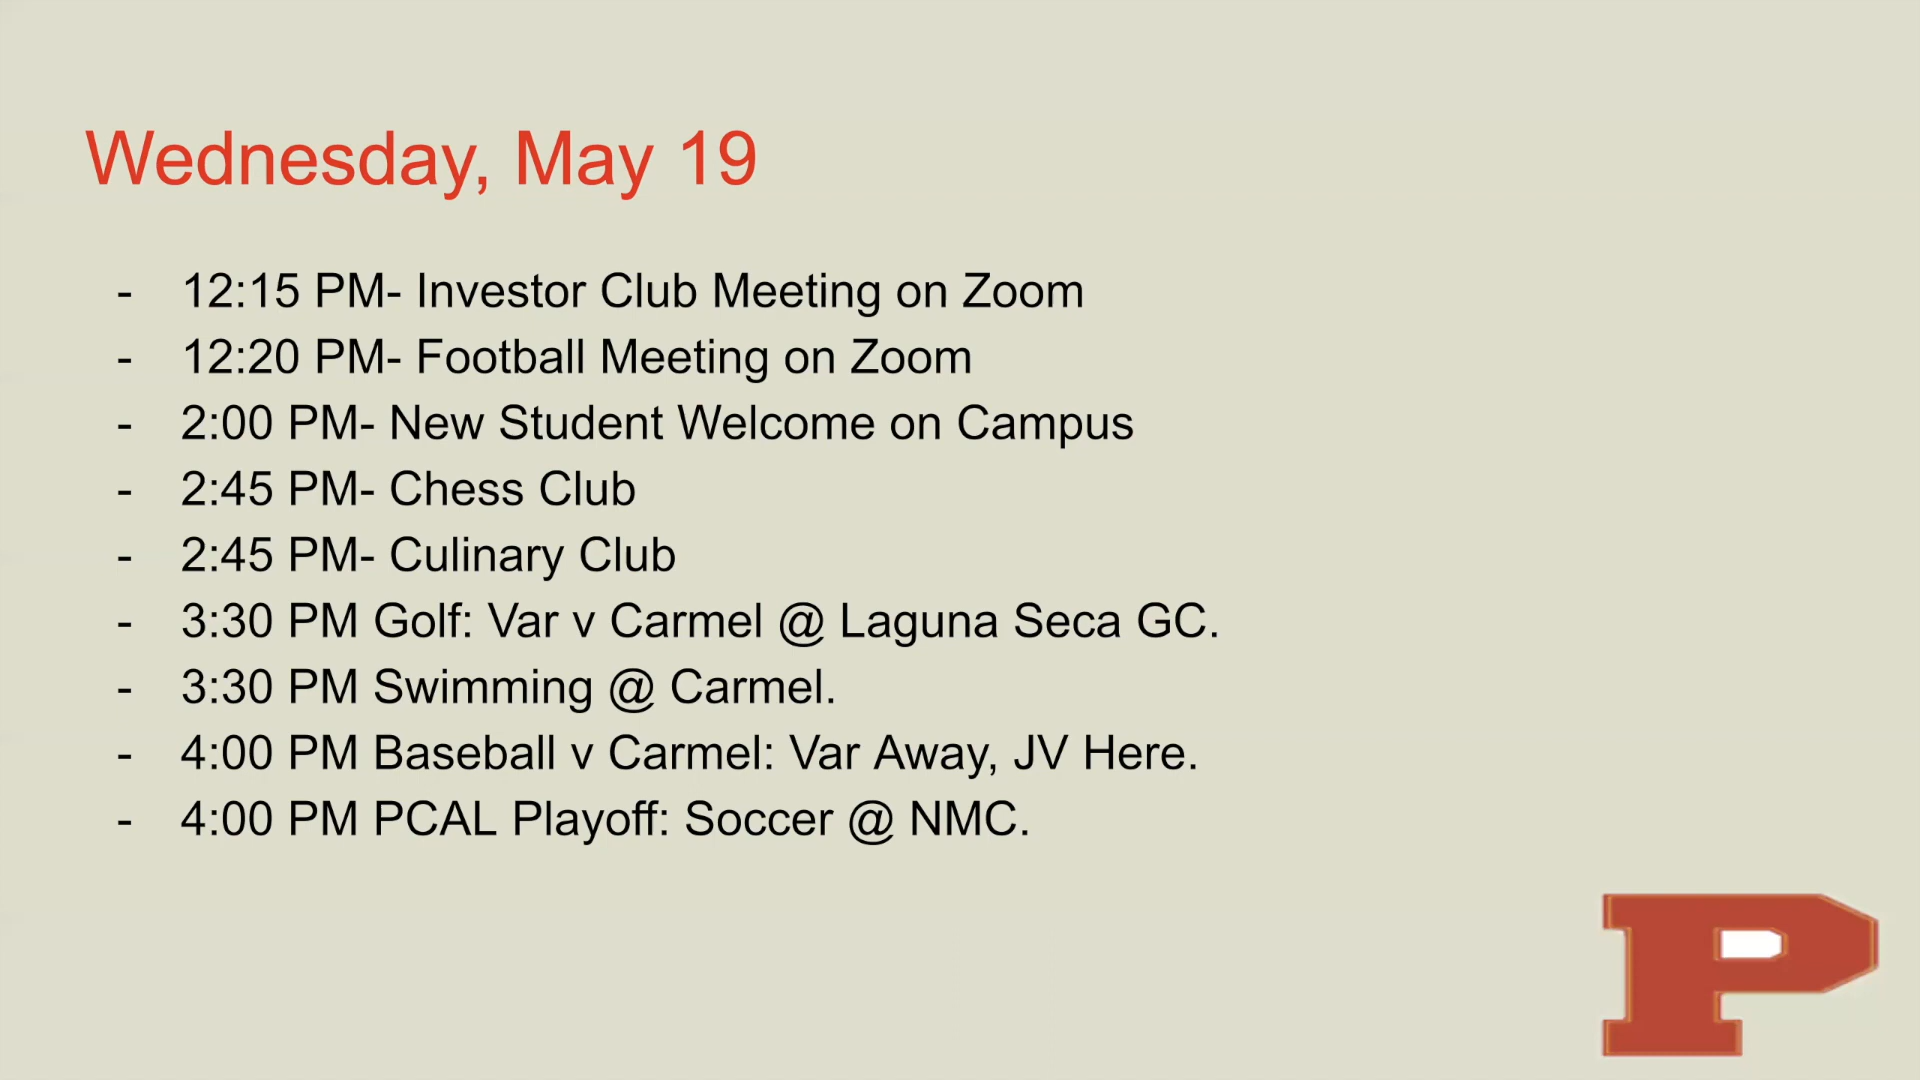 Wednesday, May 19
- 12:15 PM- Investor Club Meeting on Zoom
- 12:20 PM- Football Meeting on Zoom
- 2:00 PM- New Student Welcome on Campus
- 2:45 PM- Chess Club
- 2:45 PM- Culinary Club
- 3:30 PM Golf: Var v Carmel @ Laguna Seca GC.
- 3:30 PM Swimming @ Carmel.
- 4:00 PM Baseball v Carmel: Var Away, JV Here.
- 4:00 PM PCAL Playoff: Soccer @ NMC.
P